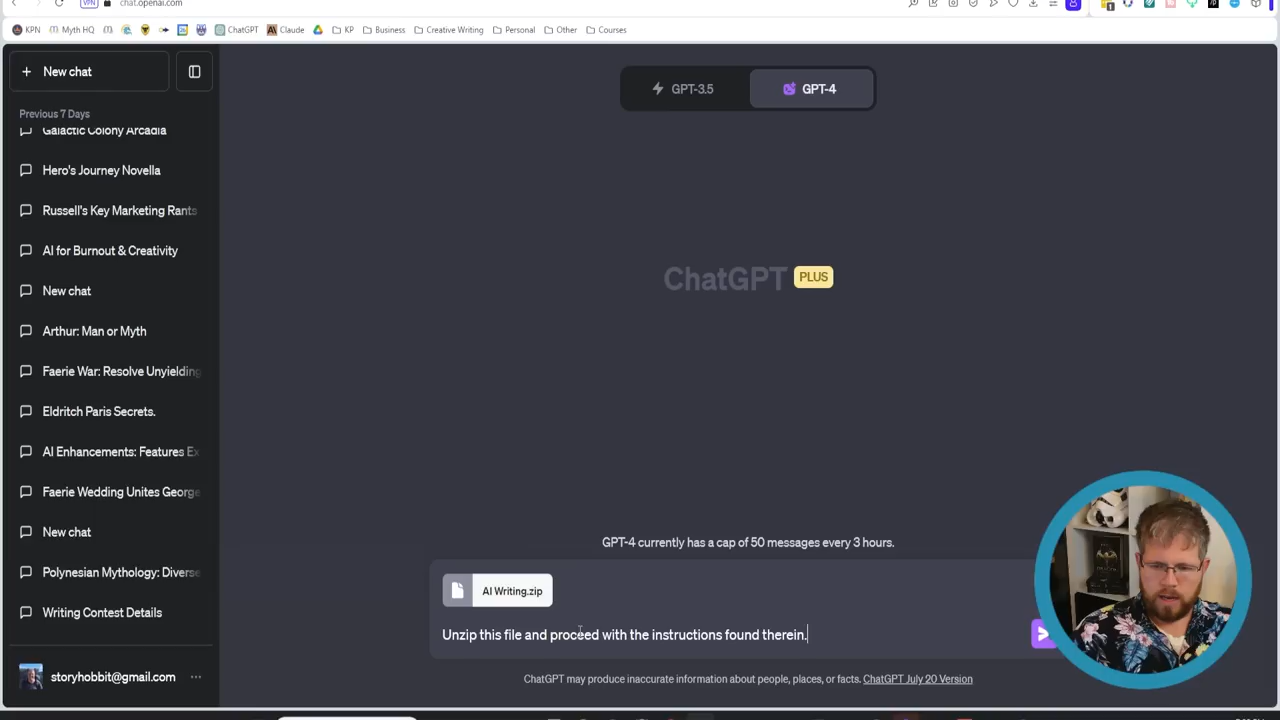 VPN
chat.openai.com
KPN
Myth HQ
ChatGPT
Claude
KP
Business
Creative Writing
Personal
Other
Courses
New chat
Previous 7 Days
Galactic Colony Arcadia
Hero's Journey Novella
Russell's Key Marketing Rants
AI for Burnout & Creativity
New chat
Arthur: Man or Myth
Faerie War: Resolve Unyielding
Eldritch Paris Secrets.
AI Enhancements: Features Ex
Faerie Wedding Unites George
New chat
Polynesian Mythology: Diverse
Writing Contest Details
storyhobbit@gmail.com
GPT-3.5
GPT-4
ChatGPT PLUS
GPT-4 currently has a cap of 50 messages every 3 hours.
AI Writing.zip
Unzip this file and proceed with the instructions found therein.
ChatGPT may produce inaccurate information about people, places, or facts. ChatGPT July 20 Version